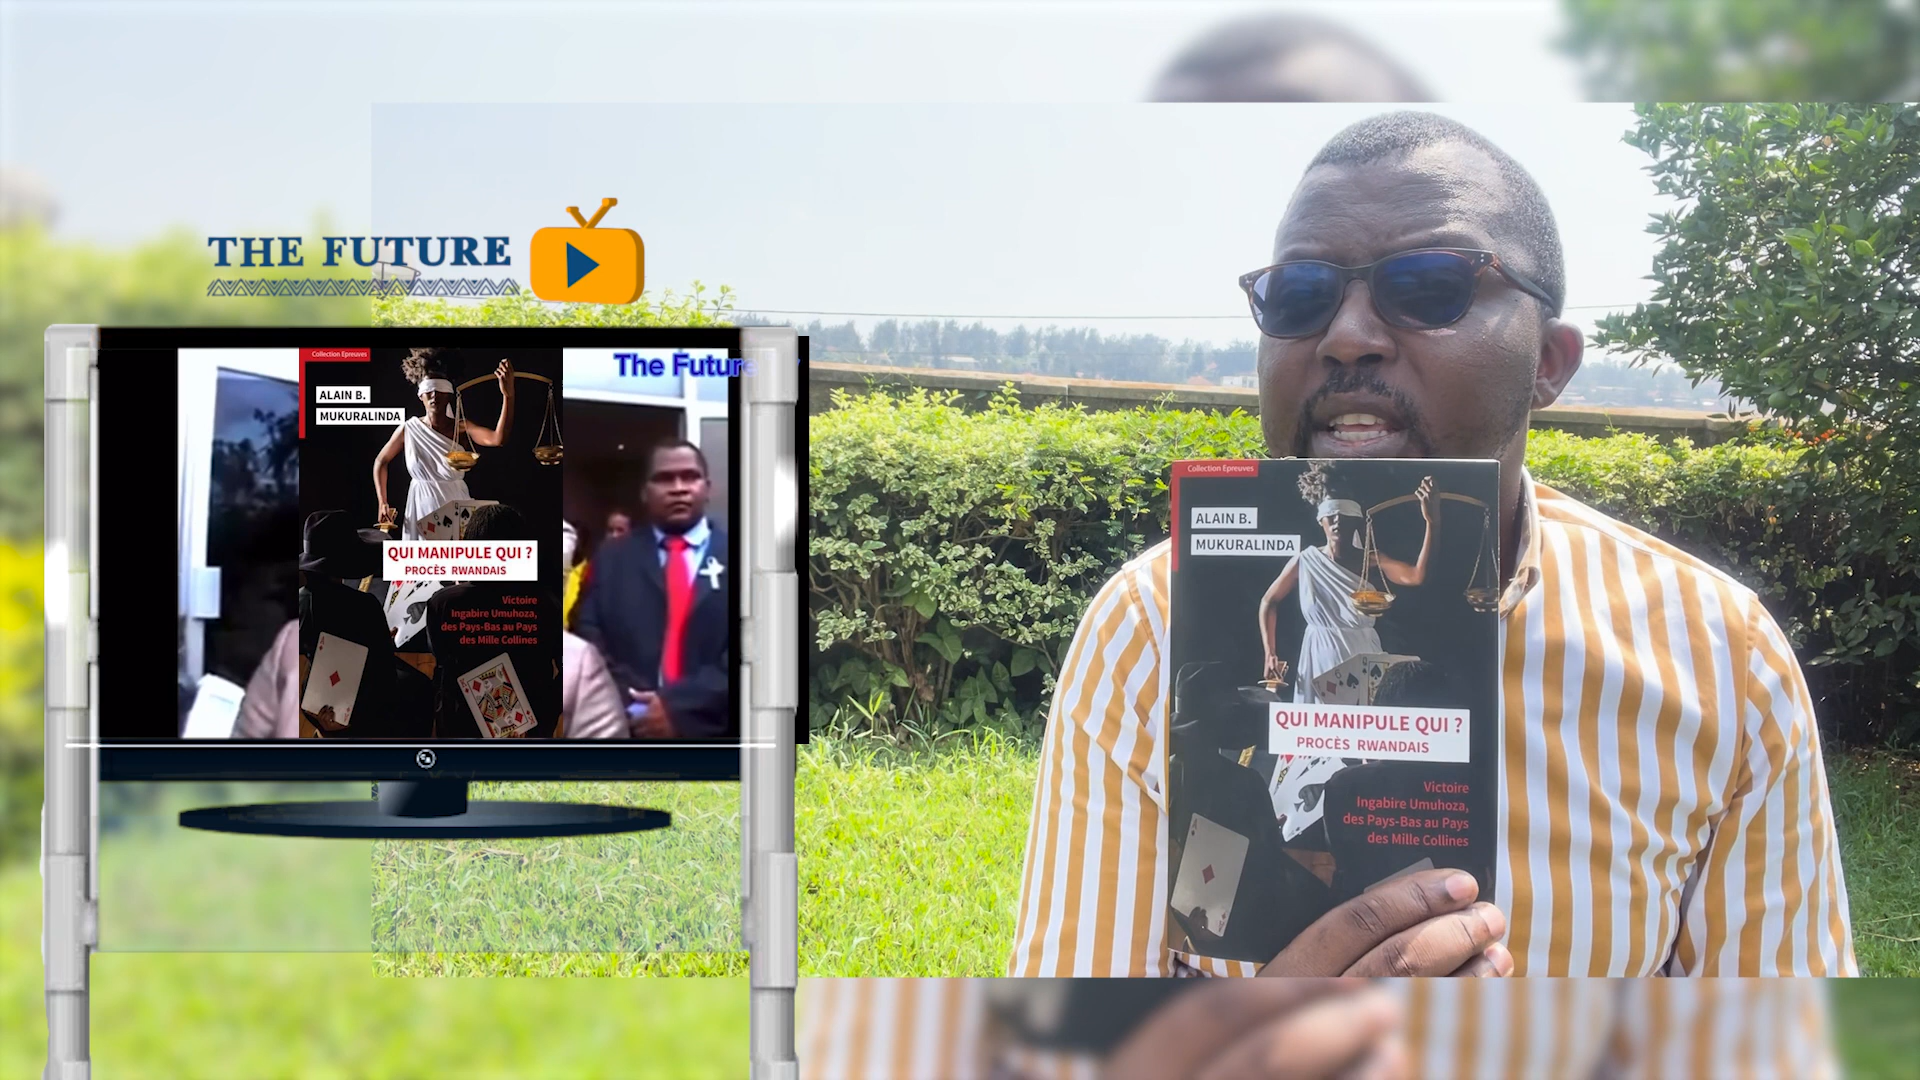 THE FUTURE
The Future
Collection Epreuves
ALAIN B.
MUKURALINDA
QUI MANIPULE QUI ?
PROCÈS RWANDAIS
Victoire
Ingabire Umuhoza,
des Pays-Bas au Pays
des Mille Collines
Collection Epreuves
ALAIN B.
MUKURALINDA
QUI MANIPULE QUI ?
PROCÈS RWANDAIS
Victoire
Ingabire Umuhoza,
des Pays-Bas au Pays
des Mille Collines